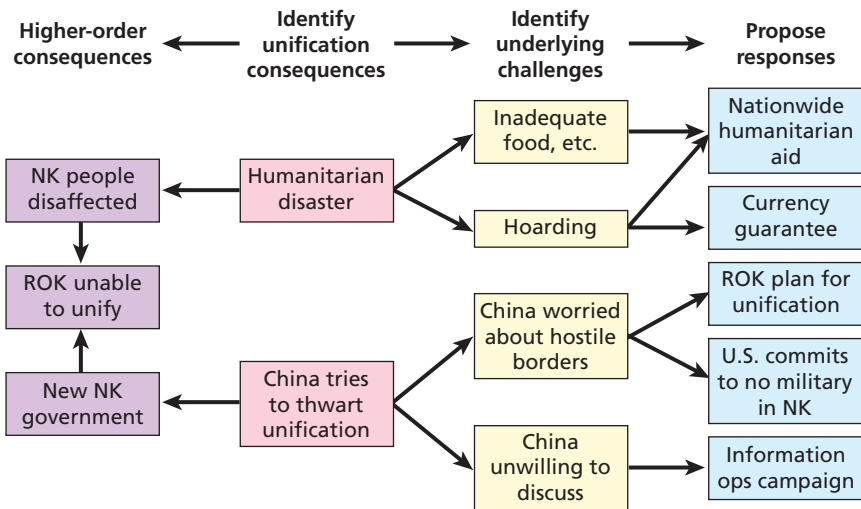 Higher-order
consequences
Identify
unification
consequences
Identify
underlying
challenges
Propose
responses
NK people
disaffected
ROK unable
to unify
New NK
government
Humanitarian
disaster
China tries
to thwart
unification
Inadequate
food, etc.
Hoarding
China worried
about hostile
borders
China
unwilling to
discuss
Nationwide
humanitarian
aid
Currency
guarantee
ROK plan for
unification
U.S. commits
to no military
in NK
Information
ops campaign